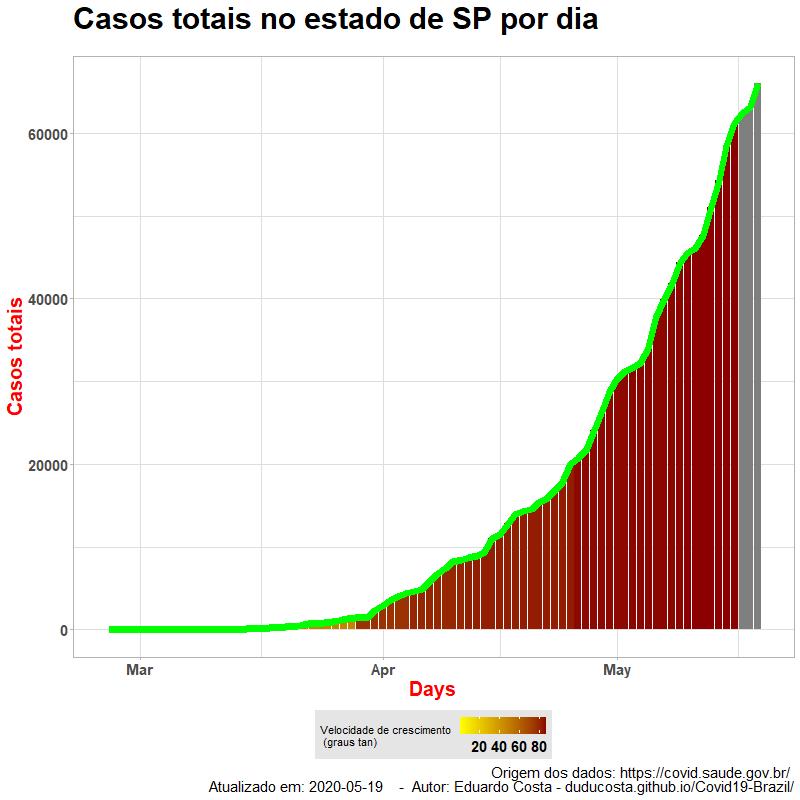 Casos totais no estado de SP por dia
Casos totais
60000
40000
20000
0
Mar Apr May
Days
Velocidade de crescimento
(graus tan)
20 40 60 80
Origem dos dados: https://covid.saude.gov.br/
Atualizado em: 2020-05-19 - Autor: Eduardo Costa - duducosta.github.io/Covid19-Brazil/